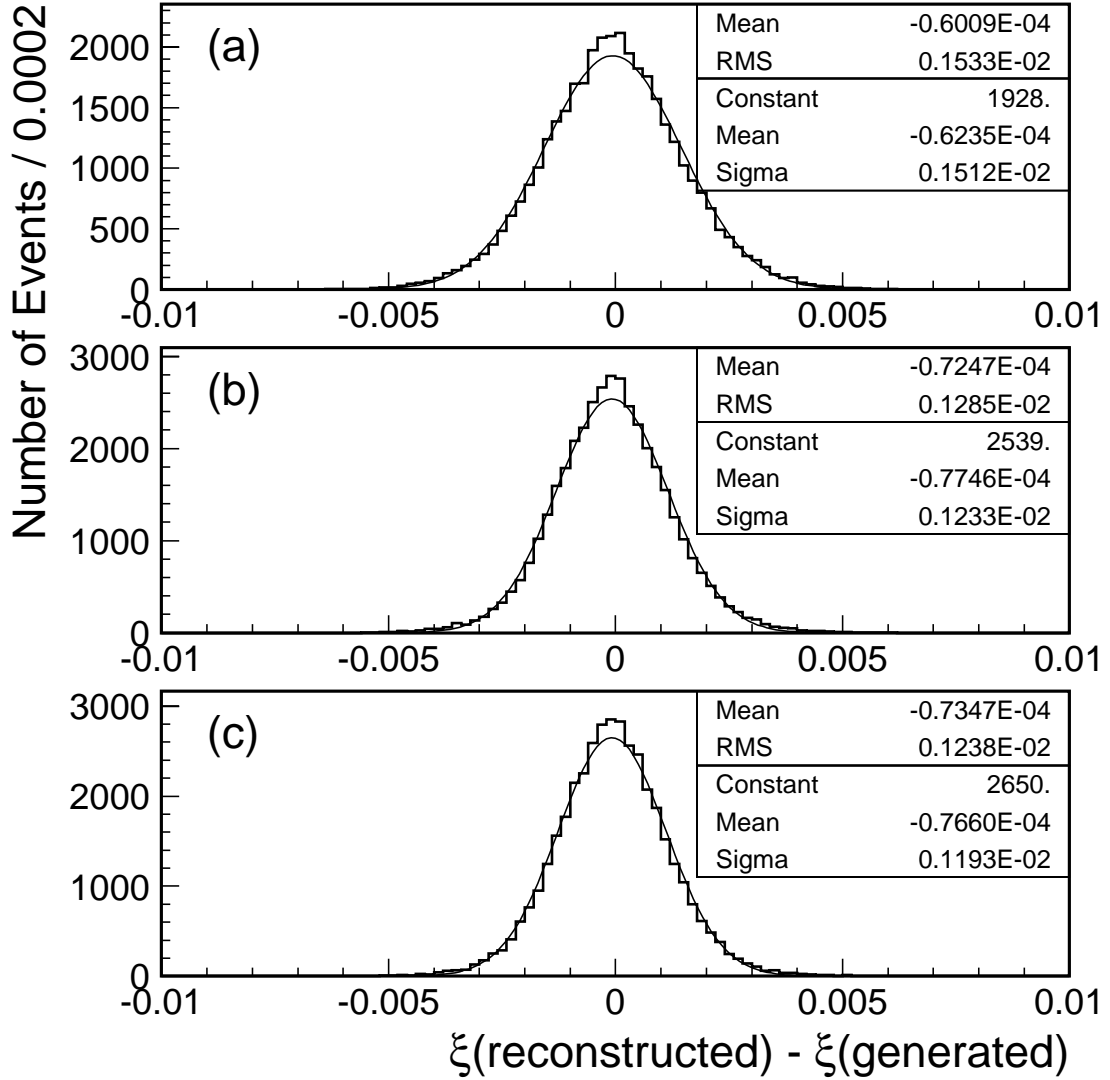 Number of Events / 0.0002
(a)
2000
1500
1000
500
0
Mean -0.6009E-04
RMS 0.1533E-02
Constant 1928.
Mean -0.6235E-04
Sigma 0.1512E-02
-0.01 -0.005 0 0.005 0.01
(b)
3000
2000
1000
0
Mean -0.7247E-04
RMS 0.1285E-02
Constant 2539.
Mean -0.7746E-04
Sigma 0.1233E-02
-0.01 -0.005 0 0.005 0.01
(c)
3000
2000
1000
0
Mean -0.7347E-04
RMS 0.1238E-02
Constant 2650.
Mean -0.7660E-04
Sigma 0.1193E-02
-0.01 -0.005 0 0.005 0.01
ξ(reconstructed) - ξ(generated)